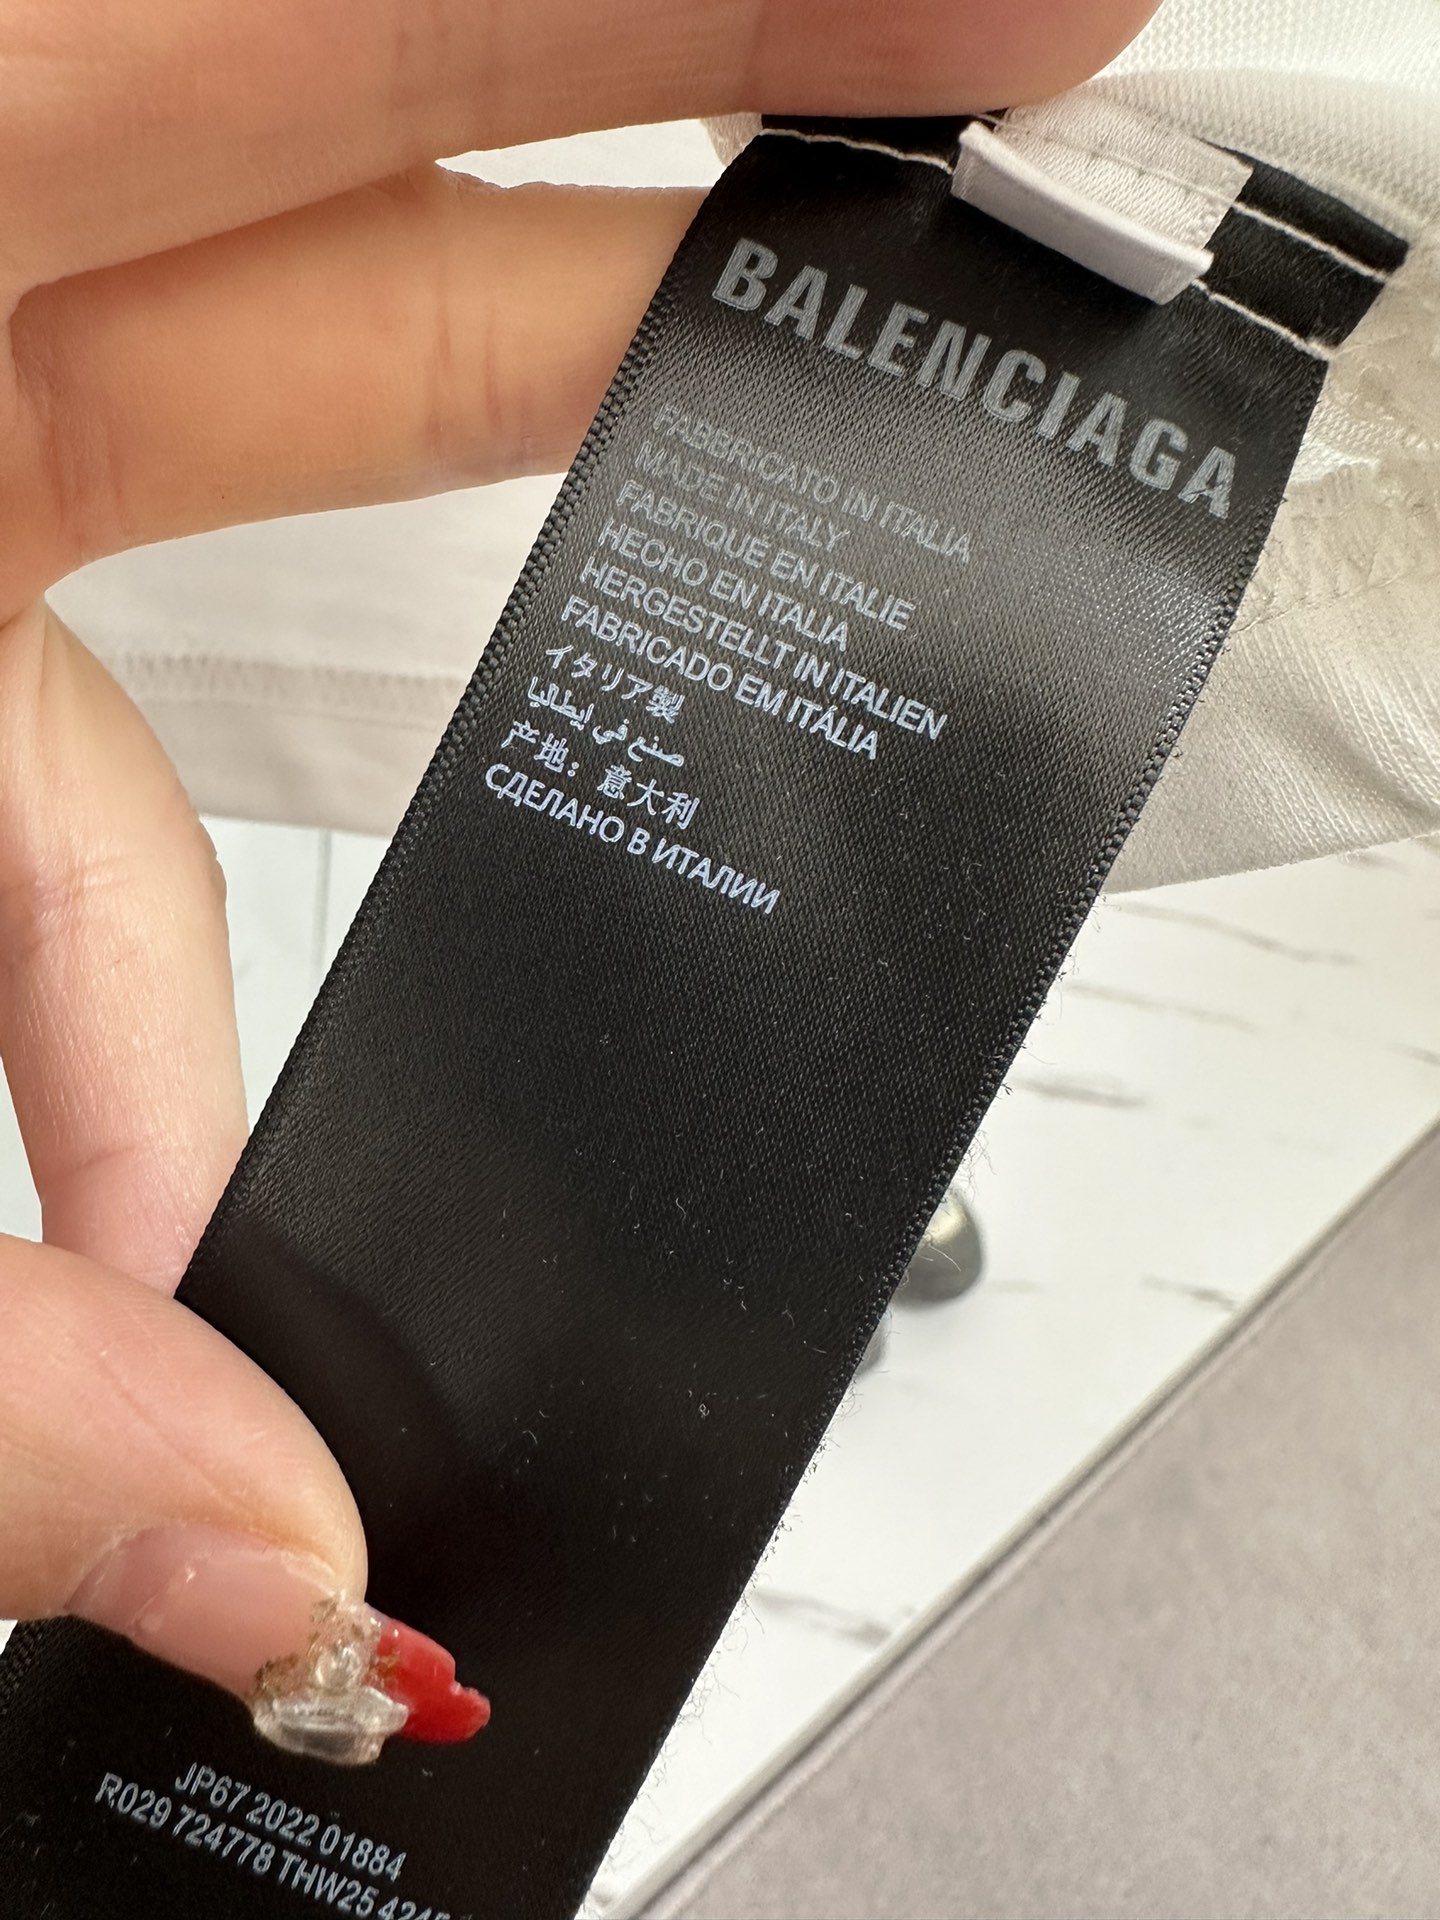 BALENCIAGA
FABBRICATO IN ITALIA
MADE IN ITALY
FABRIQUÉ EN ITALIE
HECHO EN ITALIA
HERGESTELLT IN ITALIEN
FABRICADO EM ITÁLIA
イタリア製
صنع في إيطاليا
产地：意大利
СДЕЛАНО В ИТАЛИИ
JP67 2022 01884
R029 724778 THW25